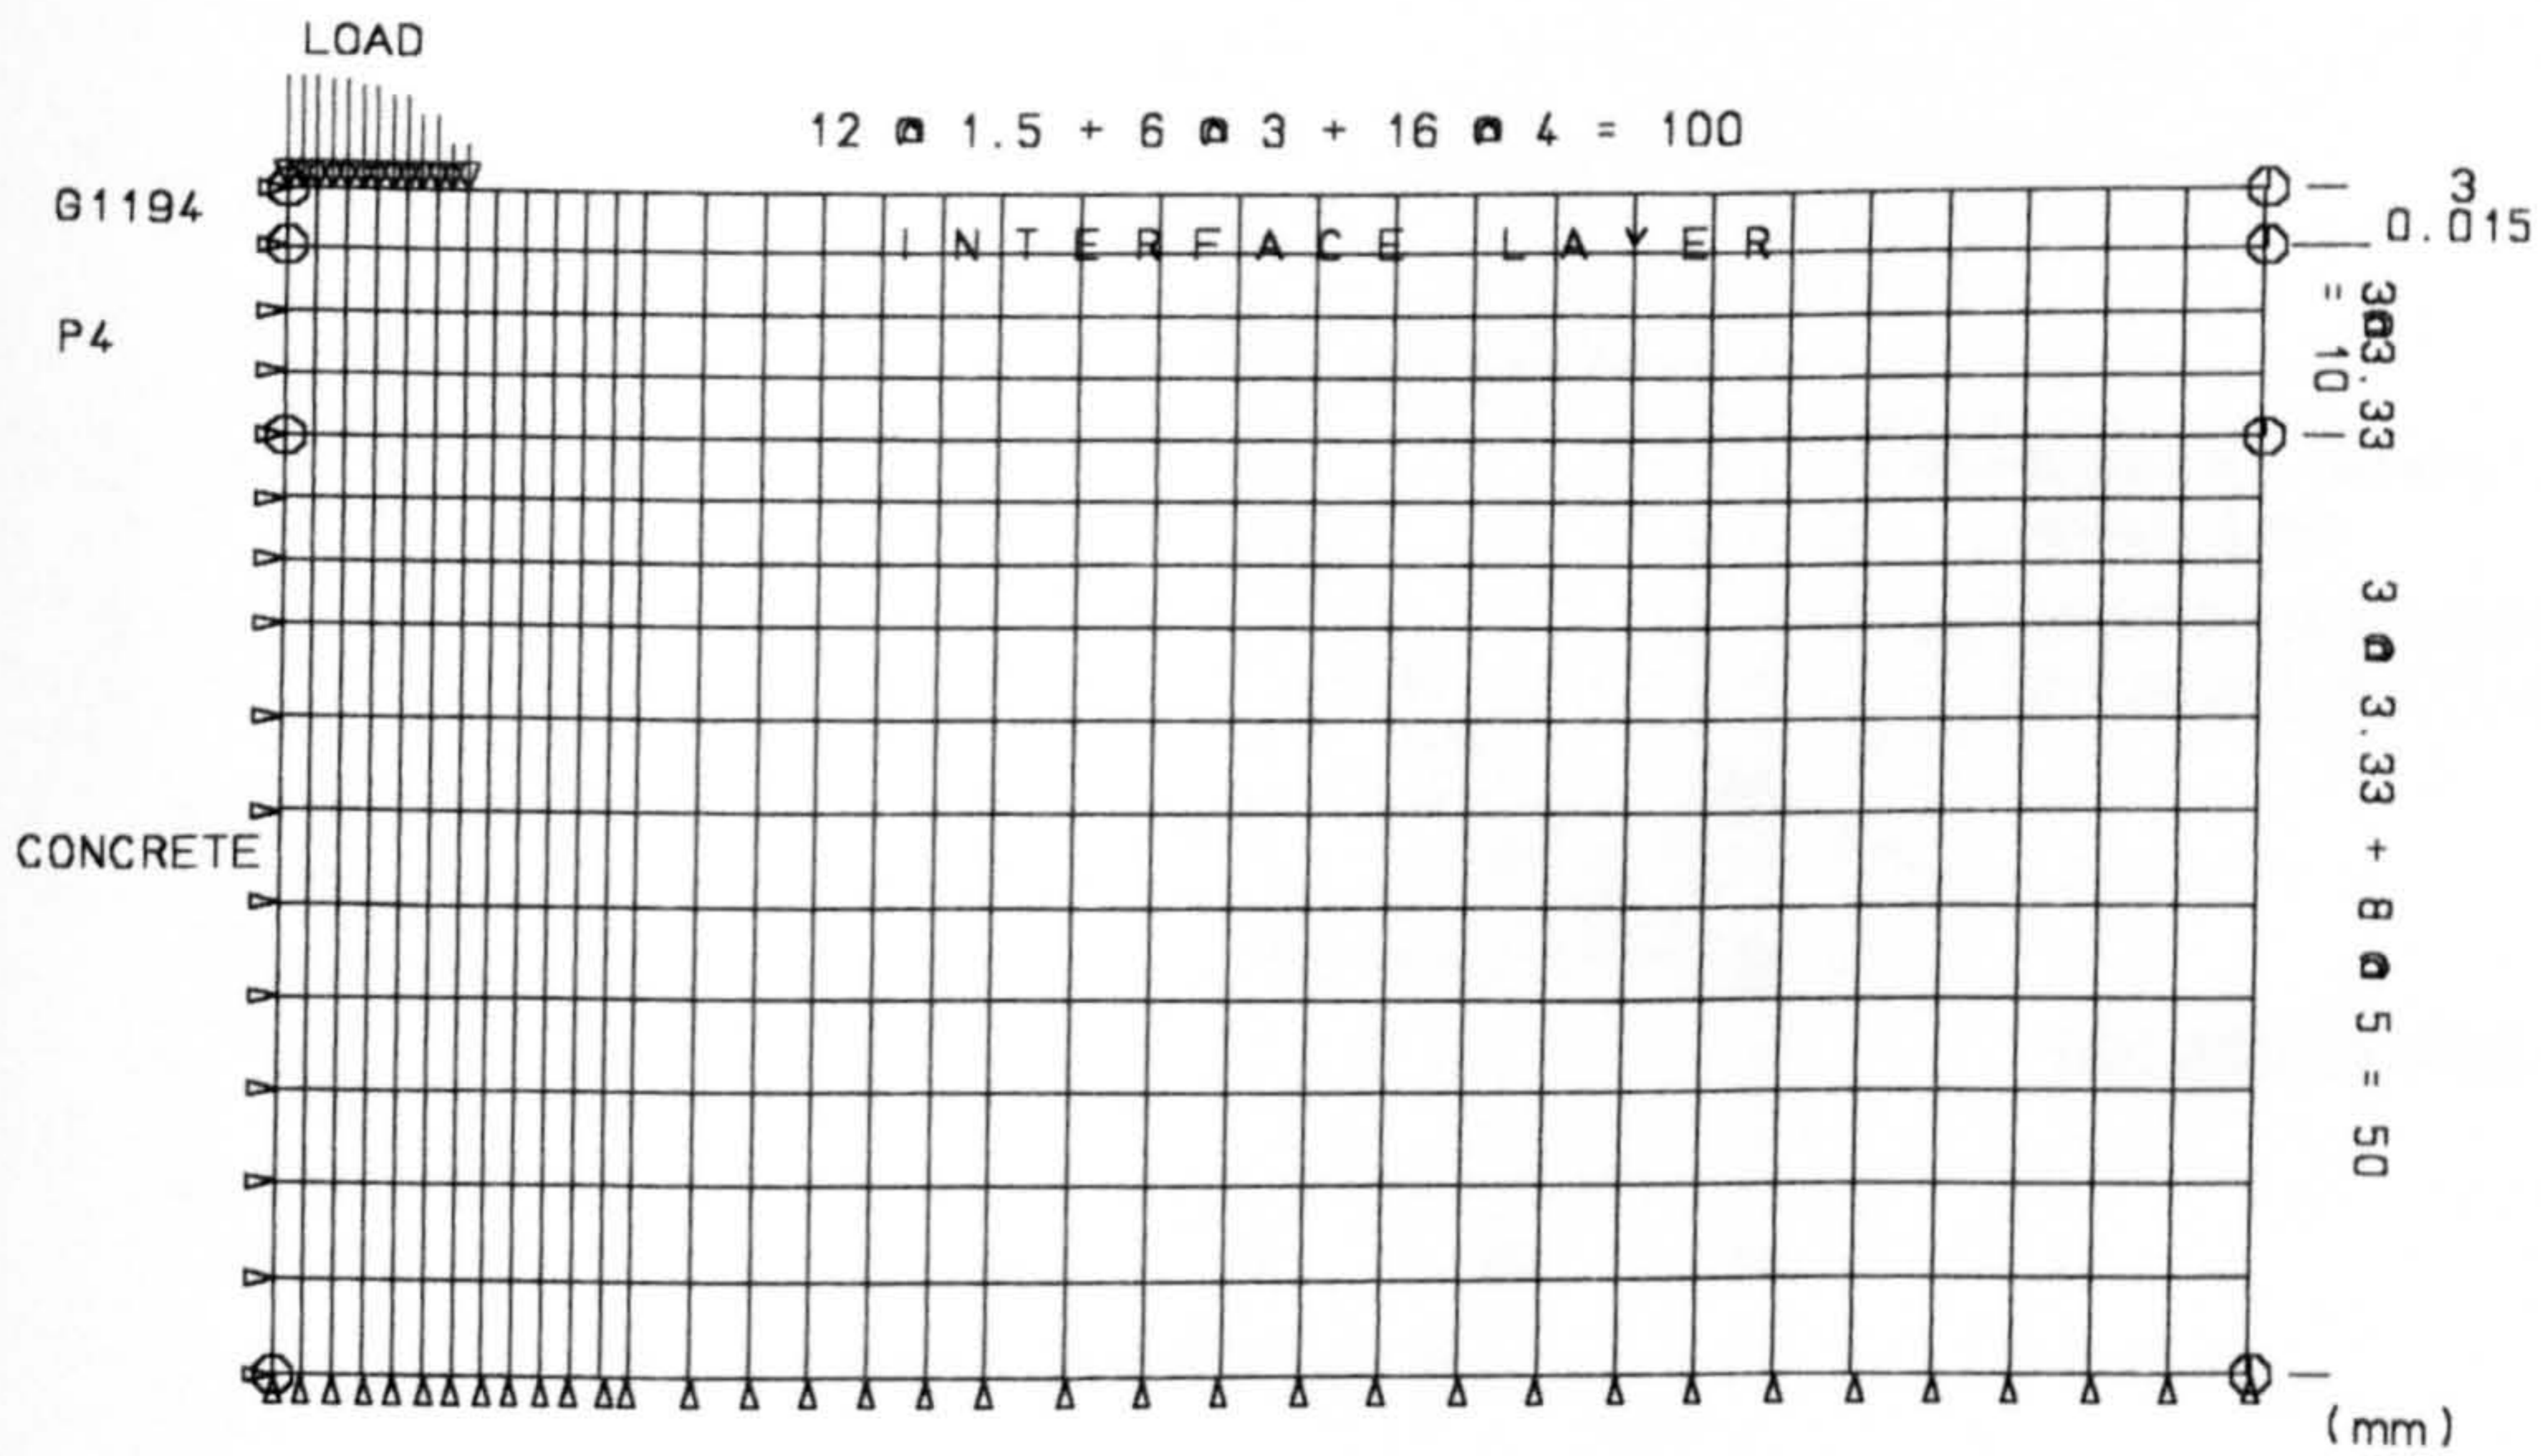 LOAD
12 @ 1.5 + 6 @ 3 + 16 @ 4 = 100
G1194
3
0.015
INTERFACE LAYER
P4
3@3.33
= 10
3 @ 3.33 + 8 @ 5 = 50
CONCRETE
(mm)